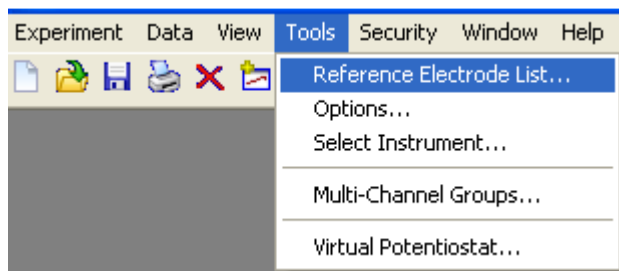 Experiment Data View Tools Security Window Help
Reference Electrode List...
Options...
Select Instrument...
Multi-Channel Groups...
Virtual Potentiostat...